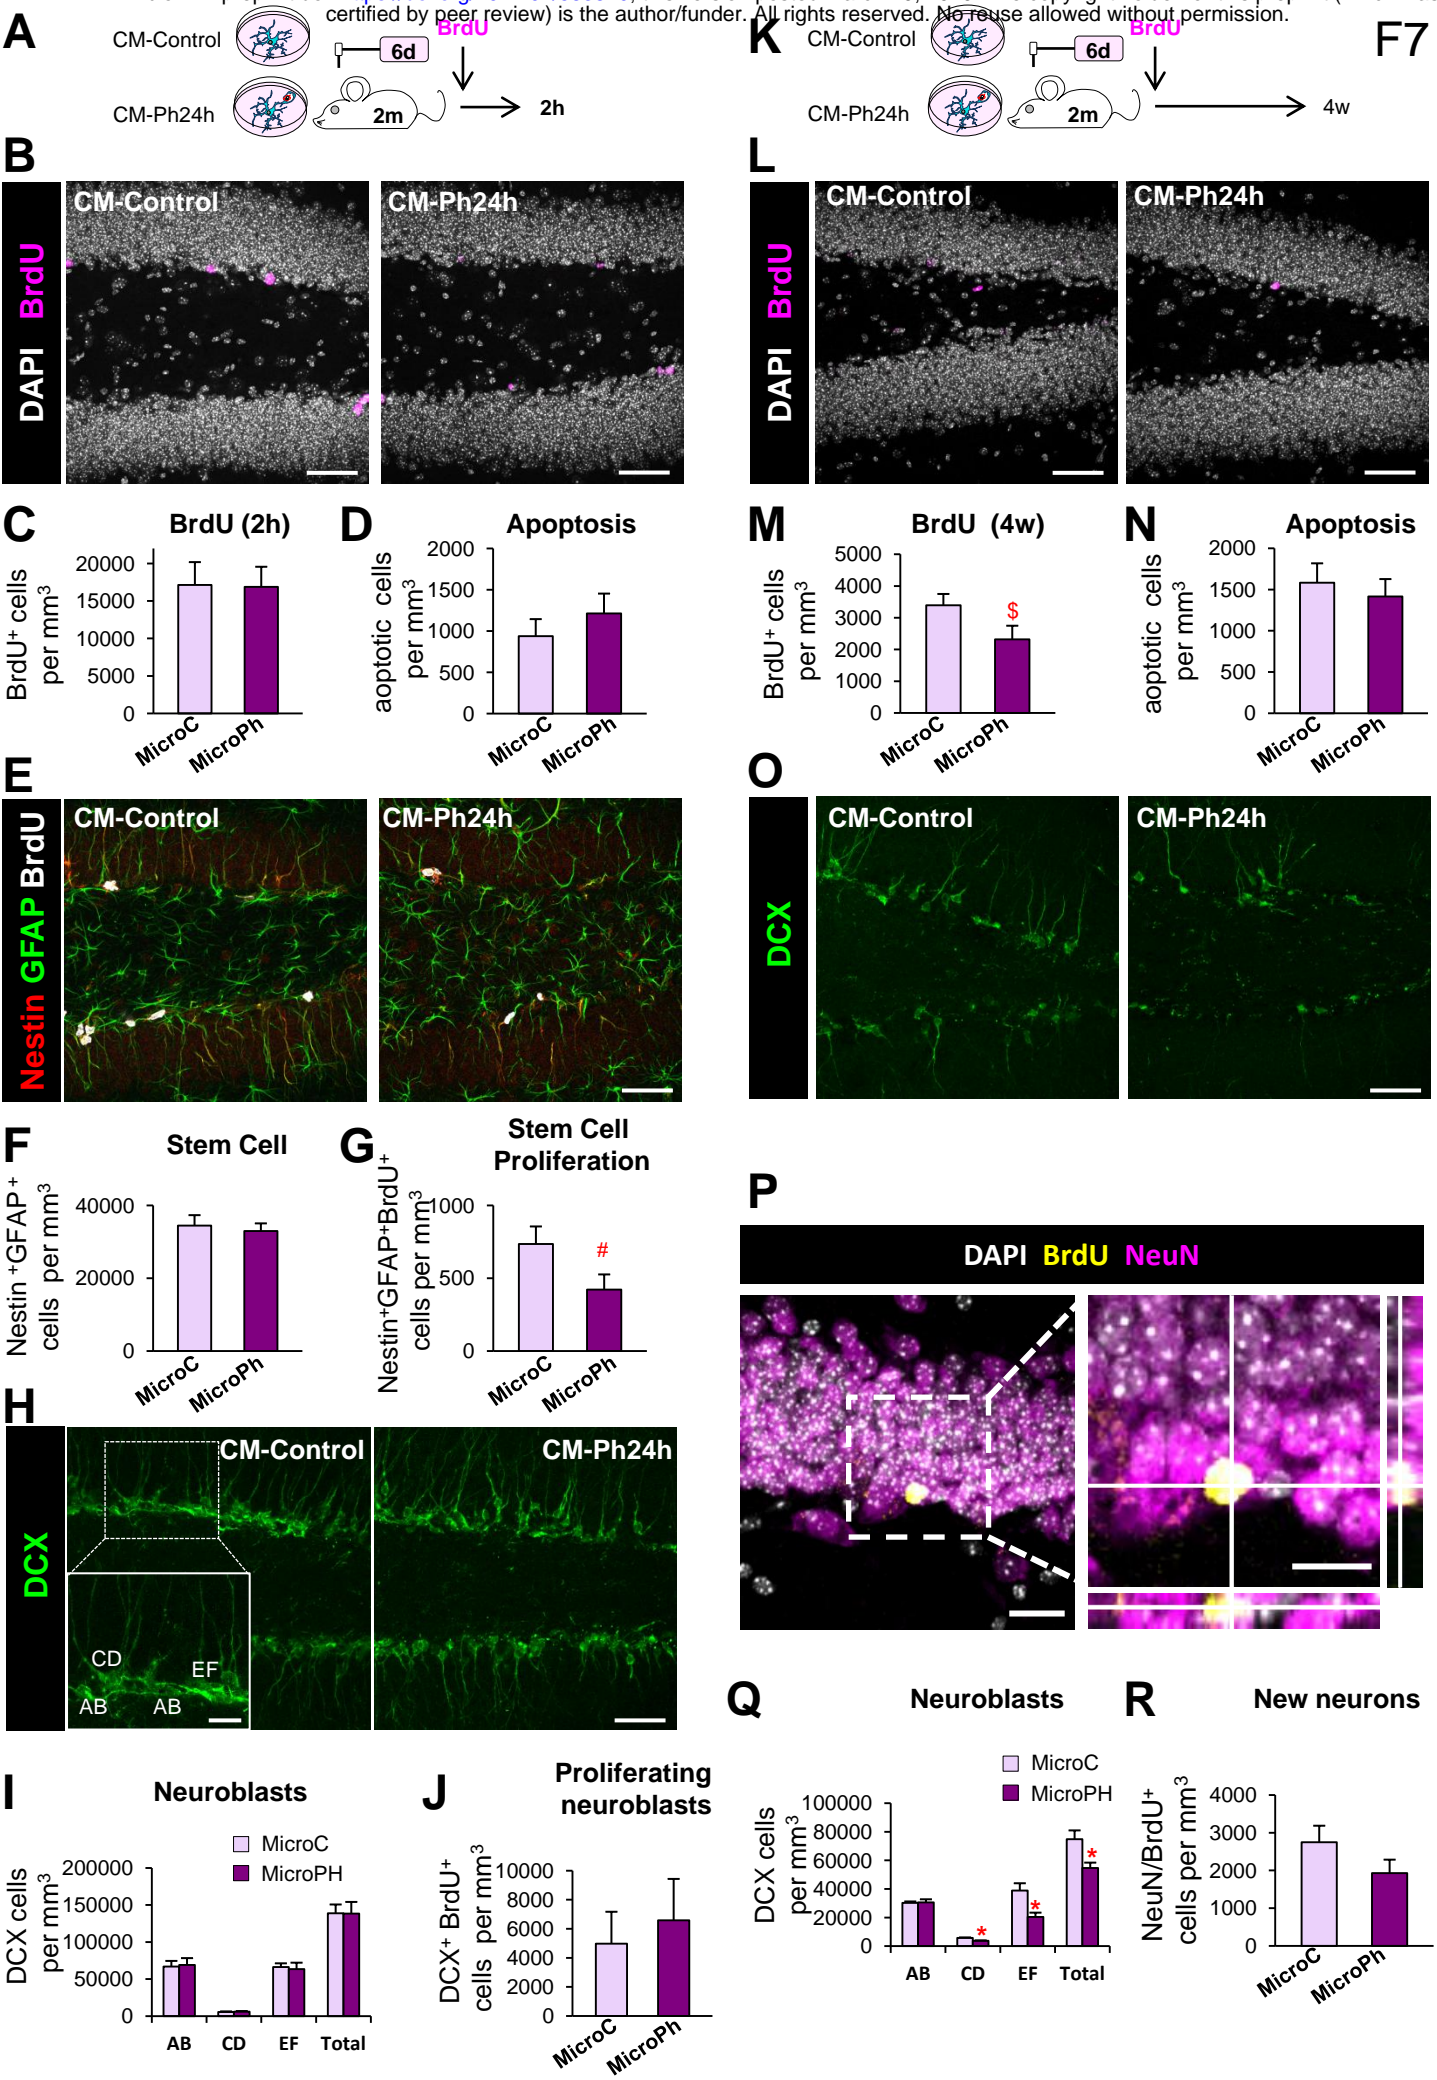 certified by peer review) is the author/funder. All rights reserved. No reuse allowed without permission.
F7
A
CM-Control
CM-Ph24h
6d
2m
BrdU
2h
K
CM-Control
CM-Ph24h
6d
2m
BrdU
4w
B
DAPI BrdU
CM-Control
CM-Ph24h
L
DAPI BrdU
CM-Control
CM-Ph24h
C
BrdU (2h)
BrdU⁺ cells
per mm³
20000
15000
10000
5000
0
MicroC
MicroPh
D
Apoptosis
aoptotic cells
per mm³
2000
1500
1000
500
0
MicroC
MicroPh
M
BrdU (4w)
BrdU⁺ cells
per mm³
5000
4000
3000
2000
1000
0
$
MicroC
MicroPh
N
Apoptosis
aoptotic cells
per mm³
2000
1500
1000
500
0
MicroC
MicroPh
E
Nestin GFAP BrdU
CM-Control
CM-Ph24h
O
DCX
CM-Control
CM-Ph24h
F
Stem Cell
Nestin ⁺GFAP ⁺
cells per mm³
40000
20000
0
MicroC
MicroPh
G
Stem Cell
Proliferation
Nestin⁺GFAP⁺BrdU⁺
cells per mm³
1000
500
0
#
MicroC
MicroPh
H
DCX
CM-Control
CM-Ph24h
CD
EF
AB
AB
P
DAPI BrdU NeuN
I
Neuroblasts
MicroC
MicroPH
DCX cells
per mm³
200000
150000
100000
50000
0
AB CD EF Total
J
Proliferating
neuroblasts
DCX⁺ BrdU⁺
cells per mm³
10000
8000
6000
4000
2000
0
MicroC
MicroPh
Q
Neuroblasts
MicroC
MicroPH
DCX cells
per mm³
100000
80000
60000
40000
20000
0
*
*
*
AB CD EF Total
R
New neurons
NeuN/BrdU⁺
cells per mm³
4000
3000
2000
1000
0
MicroC
MicroPh